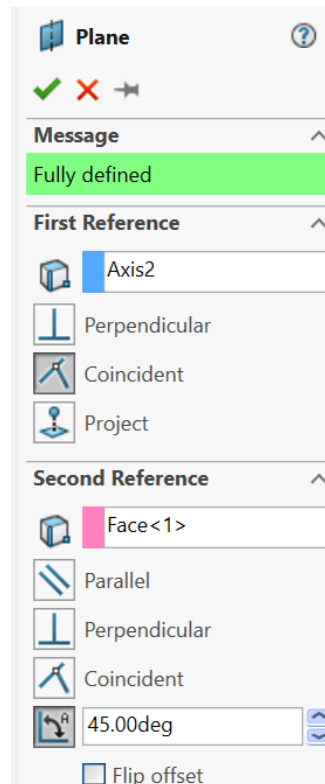 Plane
Message
Fully defined
First Reference
Axis2
Perpendicular
Coincident
Project
Second Reference
Face<1>
Parallel
Perpendicular
Coincident
45.00deg
Flip offset